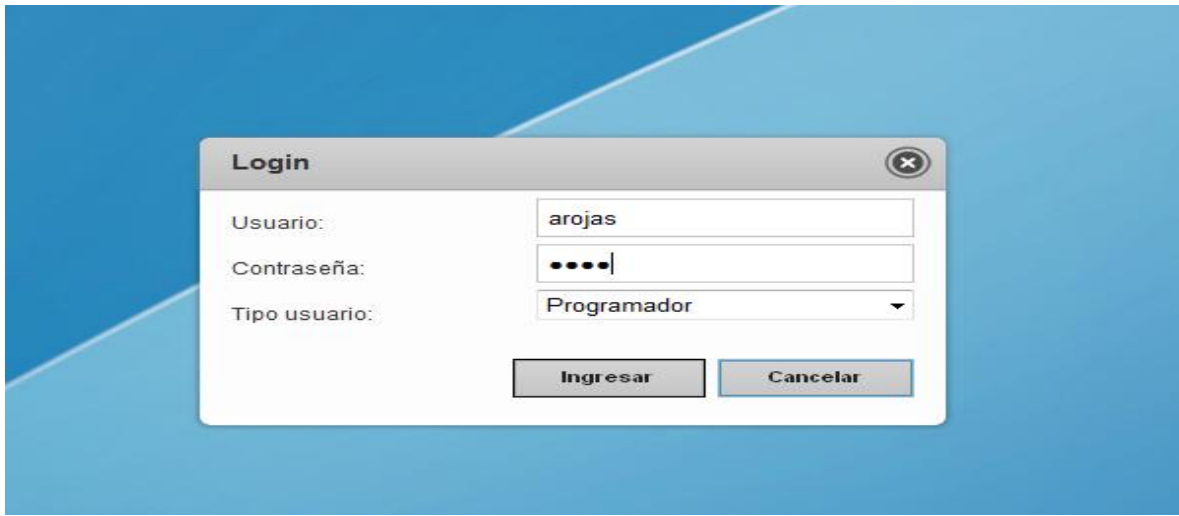 Login
Usuario: arojas
Contraseña: ••••
Tipo usuario: Programador
Ingresar Cancelar